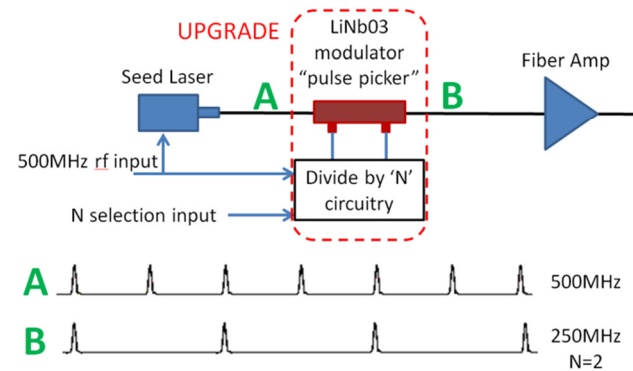 UPGRADE
LiNb03
modulator
“pulse picker”
Seed Laser
Fiber Amp
A
B
500MHz rf input
Divide by ‘N’
circuitry
N selection input
A
500MHz
B
250MHz
N=2